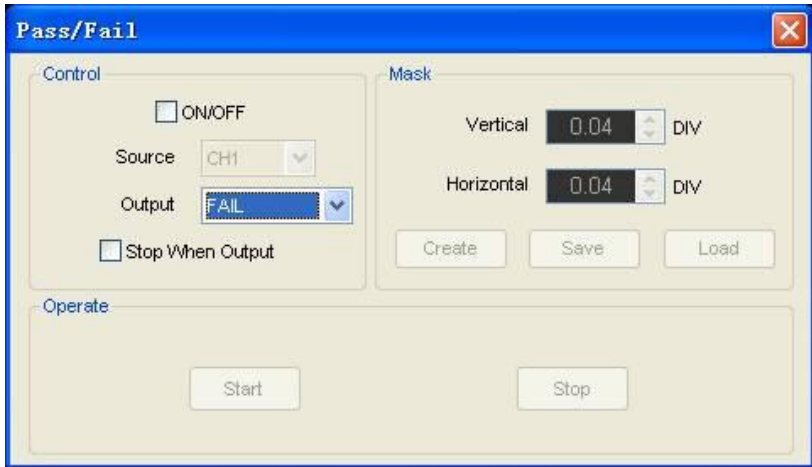 Pass/Fail
Control
ON/OFF
Source CH1
Output FAIL
Stop When Output
Mask
Vertical 0.04 DIV
Horizontal 0.04 DIV
Create Save Load
Operate
Start Stop